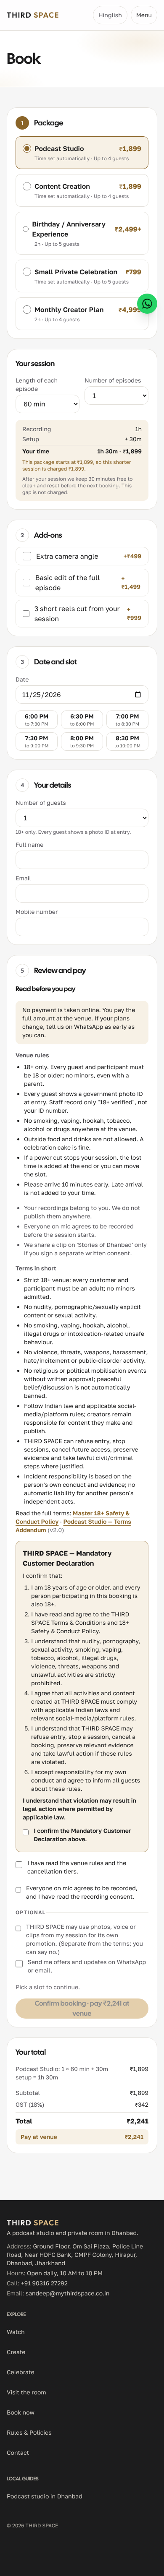 THIRD SPACE
Hinglish
Menu
Book
1 Package
Podcast Studio ₹1,899
Time set automatically · Up to 4 guests
Content Creation ₹1,899
Time set automatically · Up to 4 guests
Birthday / Anniversary ₹2,499+
Experience
2h · Up to 5 guests
Small Private Celebration ₹799
Time set automatically · Up to 5 guests
Monthly Creator Plan ₹4,999
2h · Up to 4 guests
Your session
Length of each episode
60 min
Number of episodes
1
Recording 1h
Setup + 30m
Your time 1h 30m · ₹1,899
This package starts at ₹1,899, so this shorter
session is charged ₹1,899.
After your session we keep 30 minutes free to
clean and reset before the next booking. This
gap is not charged.
2 Add-ons
Extra camera angle +₹499
Basic edit of the full +
episode ₹1,499
3 short reels cut from your +
session ₹999
3 Date and slot
Date
11/25/2026
6:00 PM
to 7:30 PM
6:30 PM
to 8:00 PM
7:00 PM
to 8:30 PM
7:30 PM
to 9:00 PM
8:00 PM
to 9:30 PM
8:30 PM
to 10:00 PM
4 Your details
Number of guests
1
18+ only. Every guest shows a photo ID at entry.
Full name
Email
Mobile number
5 Review and pay
Read before you pay
No payment is taken online. You pay the
full amount at the venue. If your plans
change, tell us on WhatsApp as early as
you can.
Venue rules
• 18+ only. Every guest and participant must
be 18 or older; no minors, even with a
parent.
• Every guest shows a government photo ID
at entry. Staff record only "18+ verified", not
your ID number.
• No smoking, vaping, hookah, tobacco,
alcohol or drugs anywhere at the venue.
• Outside food and drinks are not allowed. A
celebration cake is fine.
• If a power cut stops your session, the lost
time is added at the end or you can move
the slot.
• Please arrive 10 minutes early. Late arrival
is not added to your time.
• Your recordings belong to you. We do not
publish them anywhere.
• Everyone on mic agrees to be recorded
before the session starts.
• We share a clip on 'Stories of Dhanbad' only
if you sign a separate written consent.
Terms in short
• Strict 18+ venue: every customer and
participant must be an adult; no minors
admitted.
• No nudity, pornographic/sexually explicit
content or sexual activity.
• No smoking, vaping, hookah, alcohol,
illegal drugs or intoxication-related unsafe
behaviour.
• No violence, threats, weapons, harassment,
hate/incitement or public-disorder activity.
• No religious or political mobilisation events
without written approval; peaceful
belief/discussion is not automatically
banned.
• Follow Indian law and applicable social-
media/platform rules; creators remain
responsible for content they make and
publish.
• THIRD SPACE can refuse entry, stop
sessions, cancel future access, preserve
evidence and take lawful civil/criminal
steps where justified.
• Incident responsibility is based on the
person's own conduct and evidence; no
automatic liability for another person's
independent acts.
Read the full terms: Master 18+ Safety &
Conduct Policy · Podcast Studio — Terms
Addendum (v2.0)
THIRD SPACE — Mandatory
Customer Declaration
I confirm that:
1. I am 18 years of age or older, and every
person participating in this booking is
also 18+.
2. I have read and agree to the THIRD
SPACE Terms & Conditions and 18+
Safety & Conduct Policy.
3. I understand that nudity, pornography,
sexual activity, smoking, vaping,
tobacco, alcohol, illegal drugs,
violence, threats, weapons and
unlawful activities are strictly
prohibited.
4. I agree that all activities and content
created at THIRD SPACE must comply
with applicable Indian laws and
relevant social-media/platform rules.
5. I understand that THIRD SPACE may
refuse entry, stop a session, cancel a
booking, preserve relevant evidence
and take lawful action if these rules
are violated.
6. I accept responsibility for my own
conduct and agree to inform all guests
about these rules.
I understand that violation may result in
legal action where permitted by
applicable law.
I confirm the Mandatory Customer
Declaration above.
I have read the venue rules and the
cancellation tiers.
Everyone on mic agrees to be recorded,
and I have read the recording consent.
OPTIONAL
THIRD SPACE may use photos, voice or
clips from my session for its own
promotion. (Separate from the terms; you
can say no.)
Send me offers and updates on WhatsApp
or email.
Pick a slot to continue.
Confirm booking · pay ₹2,241 at
venue
Your total
Podcast Studio: 1 × 60 min + 30m ₹1,899
setup = 1h 30m
Subtotal ₹1,899
GST (18%) ₹342
Total ₹2,241
Pay at venue ₹2,241
THIRD SPACE
A podcast studio and private room in Dhanbad.
Address: Ground Floor, Om Sai Plaza, Police Line
Road, Near HDFC Bank, CMPF Colony, Hirapur,
Dhanbad, Jharkhand
Hours: Open daily, 10 AM to 10 PM
Call: +91 90316 27292
Email: sandeep@mythirdspace.co.in
EXPLORE
Watch
Create
Celebrate
Visit the room
Book now
Rules & Policies
Contact
LOCAL GUIDES
Podcast studio in Dhanbad
© 2026 THIRD SPACE